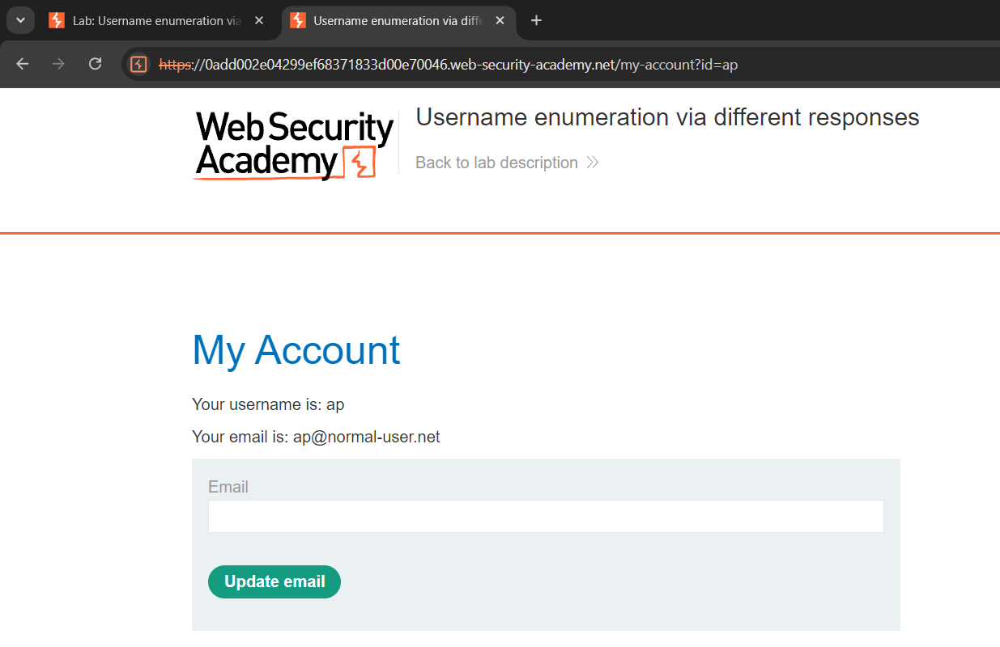 Lab: Username enumeration via
Username enumeration via diffe
https://0add002e04299ef68371833d00e70046.web-security-academy.net/my-account?id=ap
Web Security
Academy
Username enumeration via different responses
Back to lab description
My Account
Your username is: ap
Your email is: ap@normal-user.net
Email
Update email